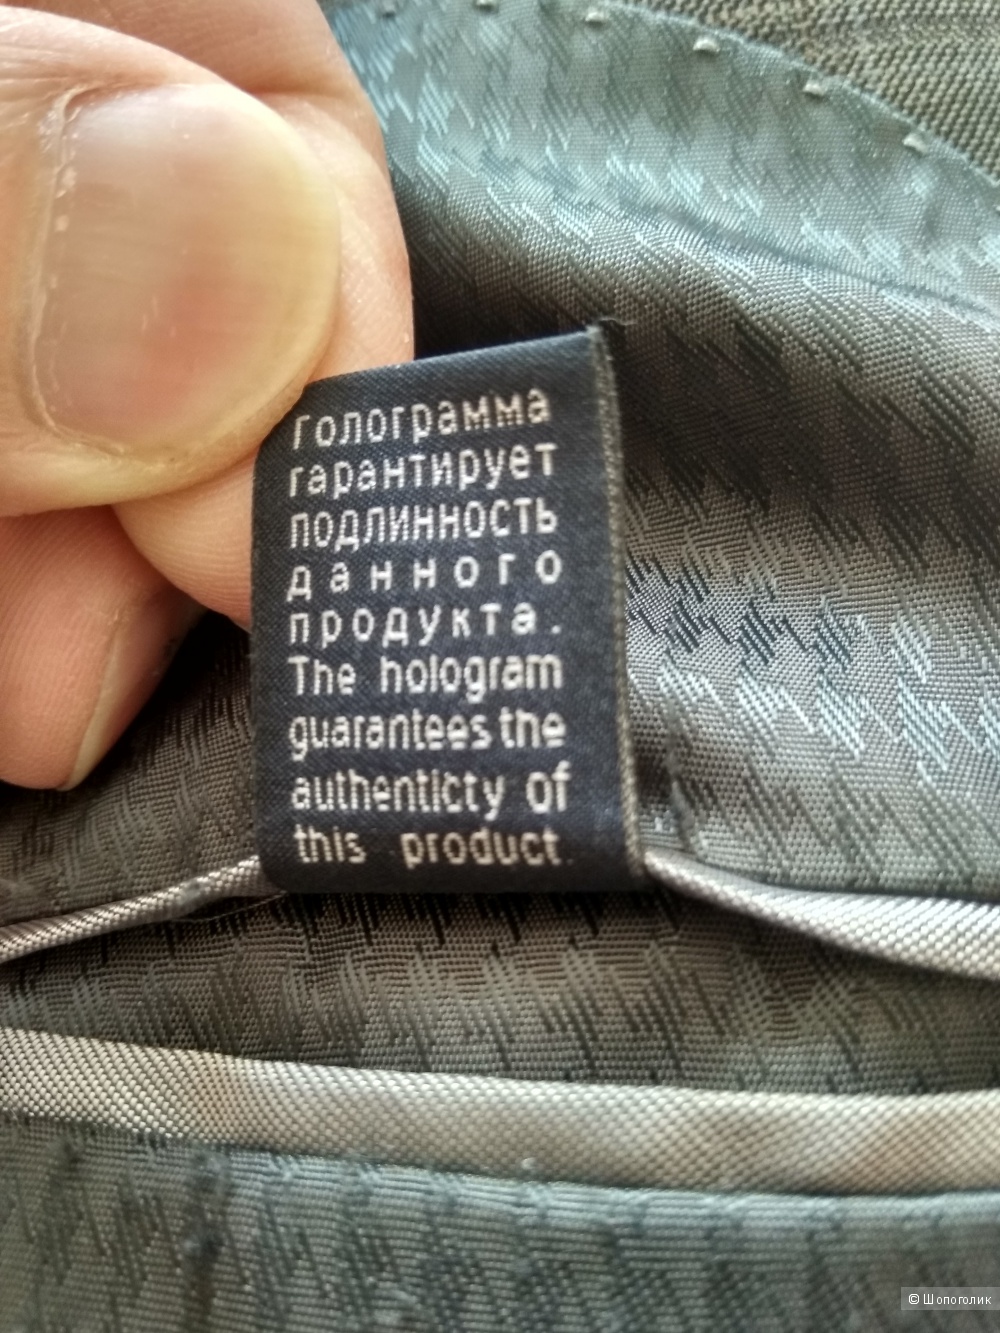 голограмма
гарантирует
подлинность
данного
продукта.
The hologram
guarantees the
authenticty of
this product.
© Шопоголик